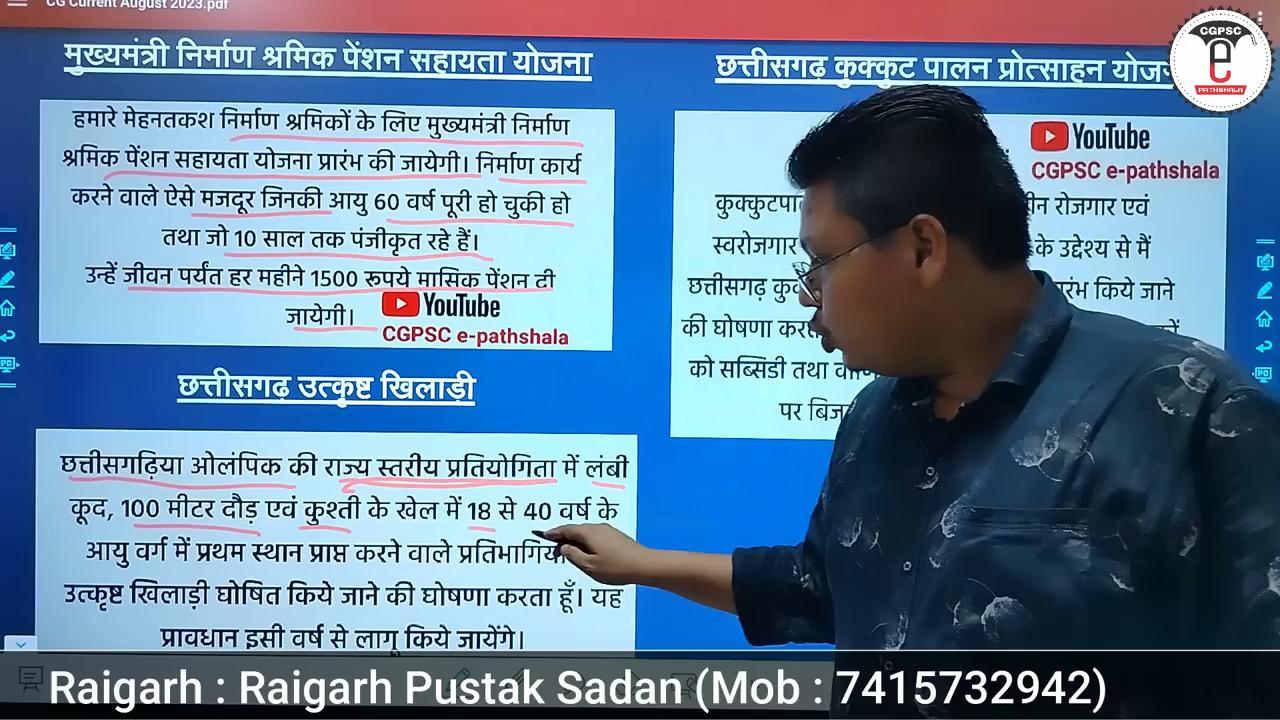 CG Current August 2023.pdf
CGPSC
e
PATHSHALA
मुख्यमंत्री निर्माण श्रमिक पेंशन सहायता योजना
हमारे मेहनतकश निर्माण श्रमिकों के लिए मुख्यमंत्री निर्माण
श्रमिक पेंशन सहायता योजना प्रारंभ की जायेगी। निर्माण कार्य
करने वाले ऐसे मजदूर जिनकी आयु 60 वर्ष पूरी हो चुकी हो
तथा जो 10 साल तक पंजीकृत रहे हैं।
उन्हें जीवन पर्यंत हर महीने 1500 रूपये मासिक पेंशन दी
जायेगी।
YouTube
CGPSC e-pathshala
छत्तीसगढ़ उत्कृष्ट खिलाड़ी
छत्तीसगढ़िया ओलंपिक की राज्य स्तरीय प्रतियोगिता में लंबी
कूद, 100 मीटर दौड़ एवं कुश्ती के खेल में 18 से 40 वर्ष के
आयु वर्ग में प्रथम स्थान प्राप्त करने वाले
उत्कृष्ट खिलाड़ी घोषित किये जाने की घोषणा करता हूँ। यह
प्रावधान इसी वर्ष से लागू किये जायेंगे।
छत्तीसगढ़ कुक्कुट पालन प्रोत्साहन
YouTube
CGPSC e-pathshala
रोजगार एवं
स्वरोजगार के उद्देश्य से मैं
छत्तीसगढ़ किये जाने
की घोषणा
को सब्सिडी तथा
पर
Raigarh : Raigarh Pustak Sadan (Mob : 7415732942)